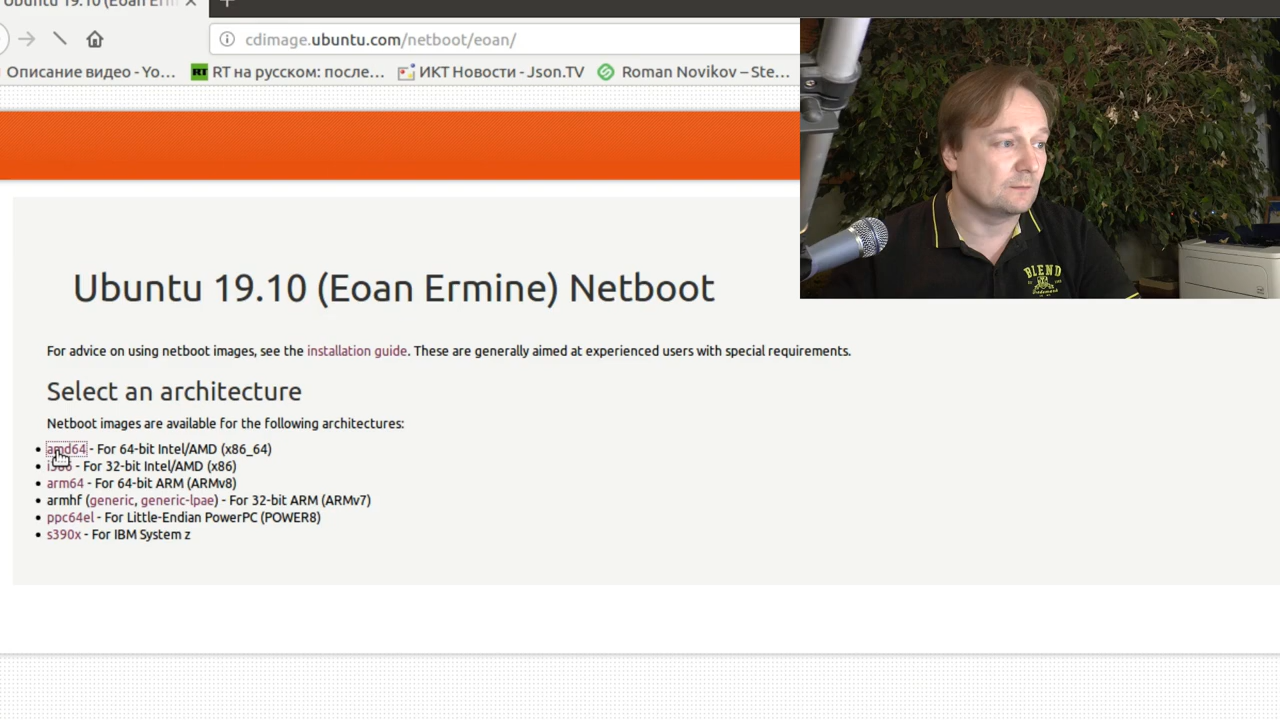 Ubuntu 19.10 (Eoan Erm
cdimage.ubuntu.com/netboot/eoan/
Описание видео - Yo…
RT на русском: после…
ИКТ Новости - Json.TV
Roman Novikov – Ste…
BLEND
Ubuntu 19.10 (Eoan Ermine) Netboot
For advice on using netboot images, see the installation guide. These are generally aimed at experienced users with special requirements.
Select an architecture
Netboot images are available for the following architectures:
amd64 - For 64-bit Intel/AMD (x86_64)
i386 - For 32-bit Intel/AMD (x86)
arm64 - For 64-bit ARM (ARMv8)
armhf (generic, generic-lpae) - For 32-bit ARM (ARMv7)
ppc64el - For Little-Endian PowerPC (POWER8)
s390x - For IBM System z